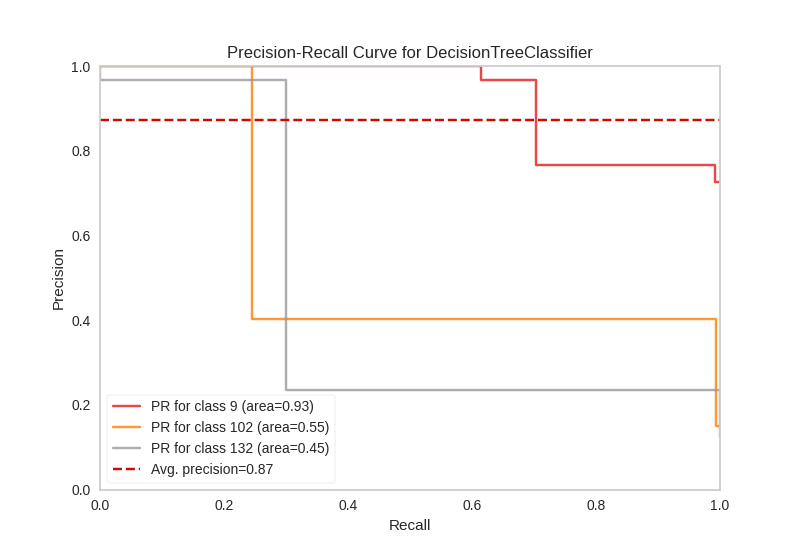 Precision-Recall Curve for DecisionTreeClassifier
1.0
0.8
0.6
0.4
0.2
0.0
Precision
PR for class 9 (area=0.93)
PR for class 102 (area=0.55)
PR for class 132 (area=0.45)
Avg. precision=0.87
0.0 0.2 0.4 0.6 0.8 1.0
Recall